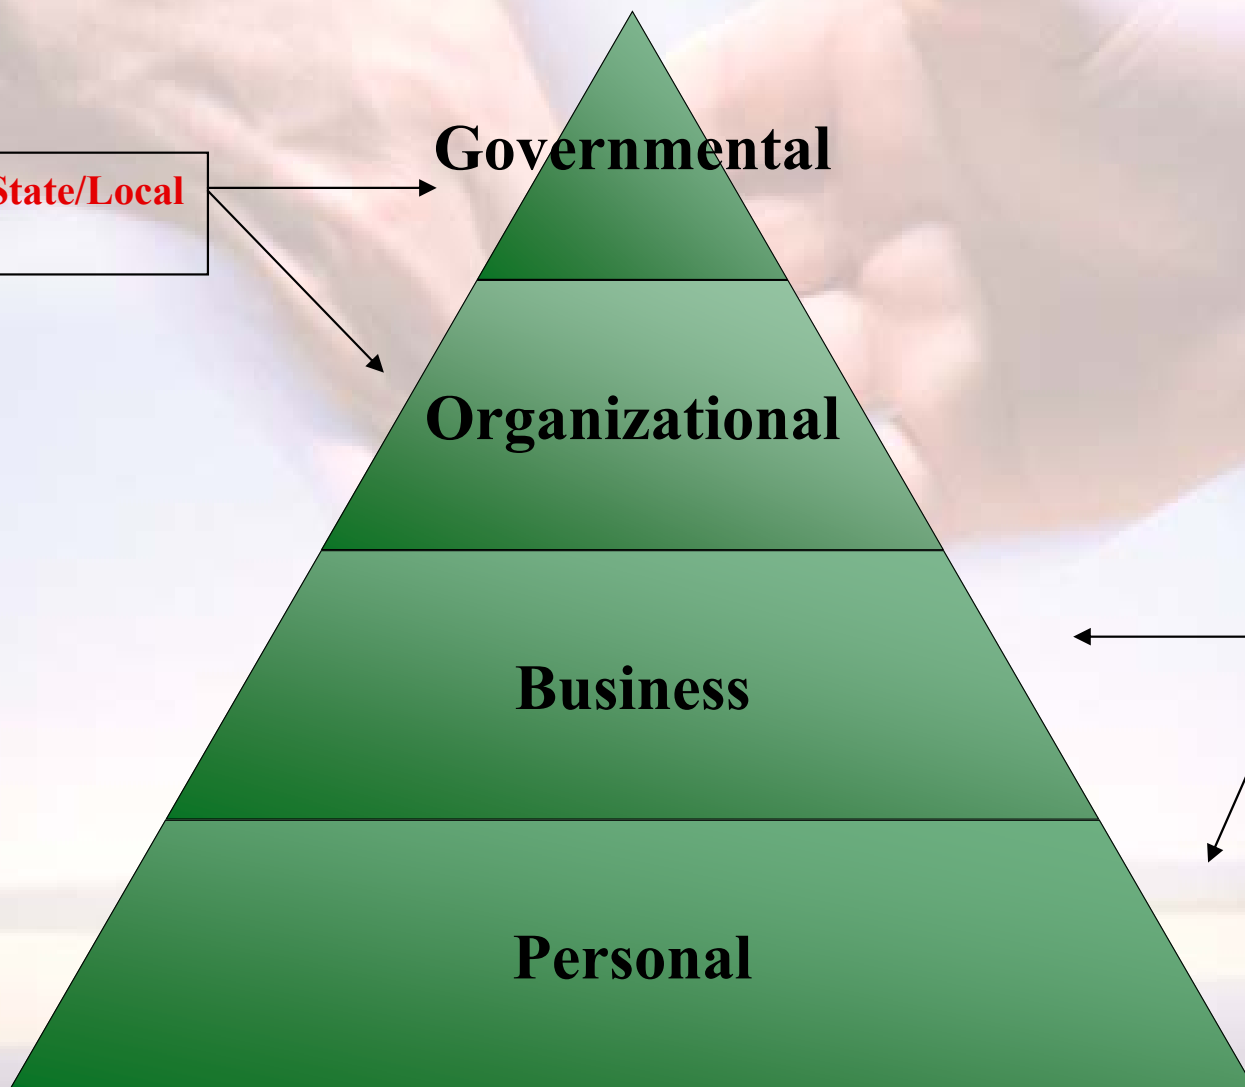 Governmental
State/Local
Organizational
Business
Personal